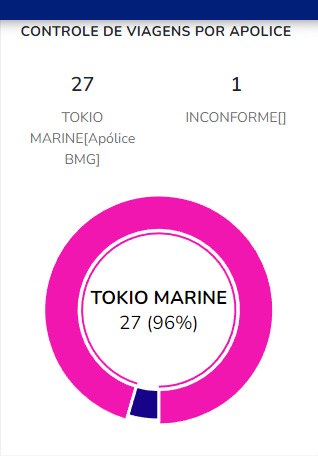 CONTROLE DE VIAGENS POR APOLICE
27
TOKIO
MARINE[Apólice
BMG]
1
INCONFORME[]
TOKIO MARINE
27 (96%)